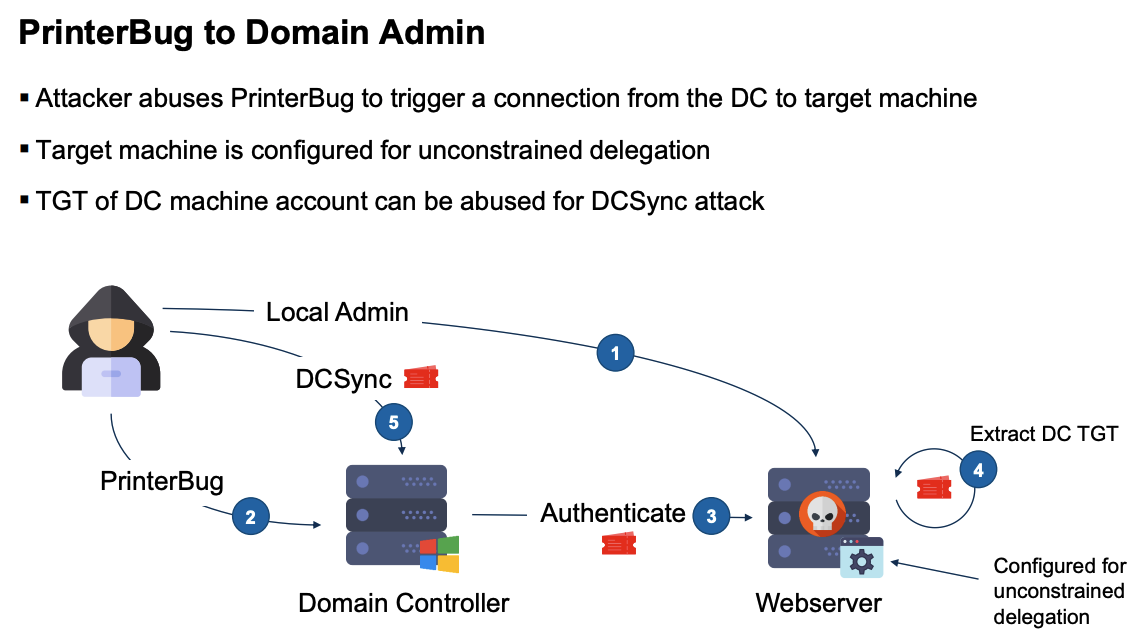 PrinterBug to Domain Admin
▪ Attacker abuses PrinterBug to trigger a connection from the DC to target machine
▪ Target machine is configured for unconstrained delegation
▪ TGT of DC machine account can be abused for DCSync attack
Local Admin
1
DCSync
5
Extract DC TGT
4
PrinterBug
2
Authenticate
3
Configured for
unconstrained
delegation
Domain Controller
Webserver